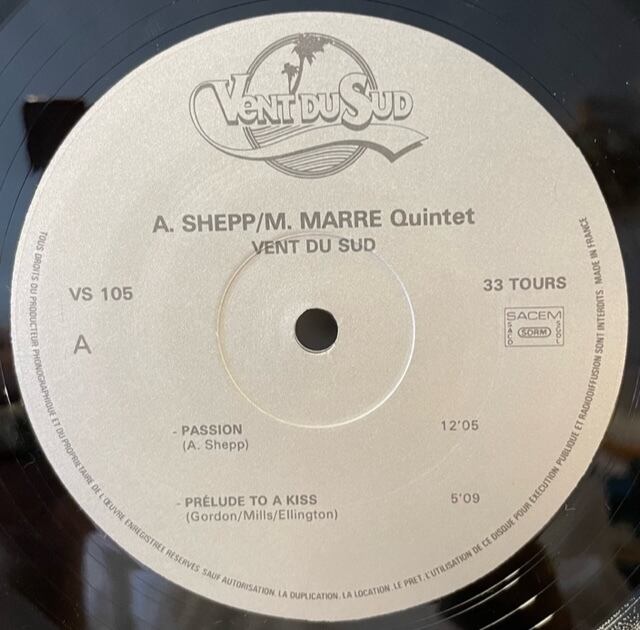 VENT DU SUD
A. SHEPP/M. MARRE Quintet
VENT DU SUD
VS 105
33 TOURS
A
SACEM
SACD
SDRM
SGDL
- PASSION 12'05
(A. Shepp)
- PRÉLUDE TO A KISS 5'09
(Gordon/Mills/Ellington)
TOUS DROITS DU PRODUCTEUR PHONOGRAPHIQUE ET DU PROPRIETAIRE DE L'ŒUVRE ENREGISTREE RESERVES. SAUF AUTORISATION, LA DUPLICATION, LA LOCATION, LE PRET, L'UTILISATION DE CE DISQUE POUR EXECUTION PUBLIQUE ET RADIODIFFUSION SONT INTERDITS. MADE IN FRANCE